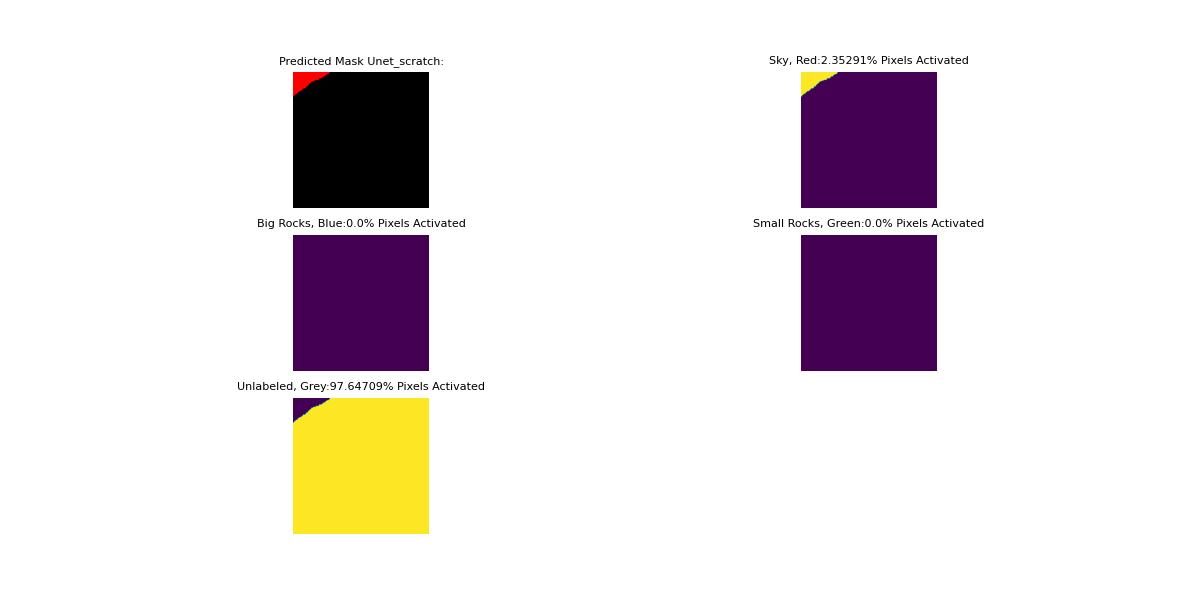 Predicted Mask Unet_scratch:
Sky, Red:2.35291% Pixels Activated
Big Rocks, Blue:0.0% Pixels Activated
Small Rocks, Green:0.0% Pixels Activated
Unlabeled, Grey:97.64709% Pixels Activated